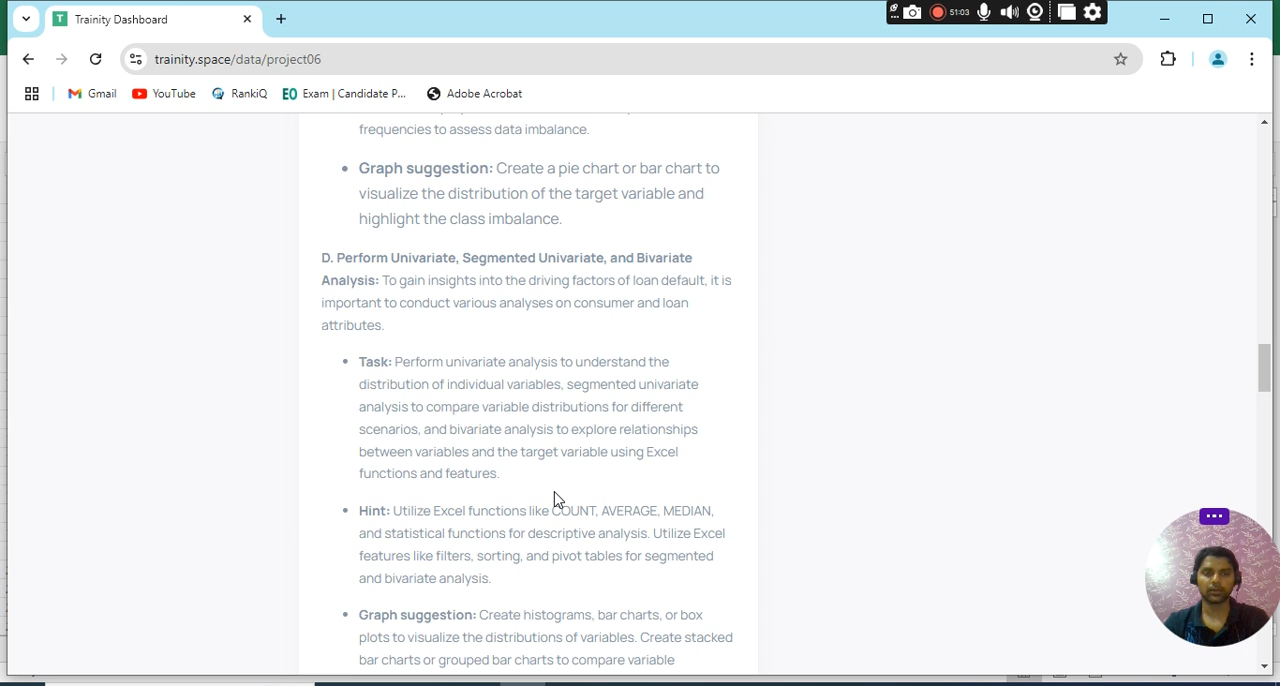 Trainity Dashboard
51:03
trainity.space/data/project06
Gmail
YouTube
RankiQ
Exam | Candidate P...
Adobe Acrobat
frequencies to assess data imbalance.
Graph suggestion: Create a pie chart or bar chart to
visualize the distribution of the target variable and
highlight the class imbalance.
D. Perform Univariate, Segmented Univariate, and Bivariate
Analysis: To gain insights into the driving factors of loan default, it is
important to conduct various analyses on consumer and loan
attributes.
Task: Perform univariate analysis to understand the
distribution of individual variables, segmented univariate
analysis to compare variable distributions for different
scenarios, and bivariate analysis to explore relationships
between variables and the target variable using Excel
functions and features.
Hint: Utilize Excel functions like COUNT, AVERAGE, MEDIAN,
and statistical functions for descriptive analysis. Utilize Excel
features like filters, sorting, and pivot tables for segmented
and bivariate analysis.
Graph suggestion: Create histograms, bar charts, or box
plots to visualize the distributions of variables. Create stacked
bar charts or grouped bar charts to compare variable